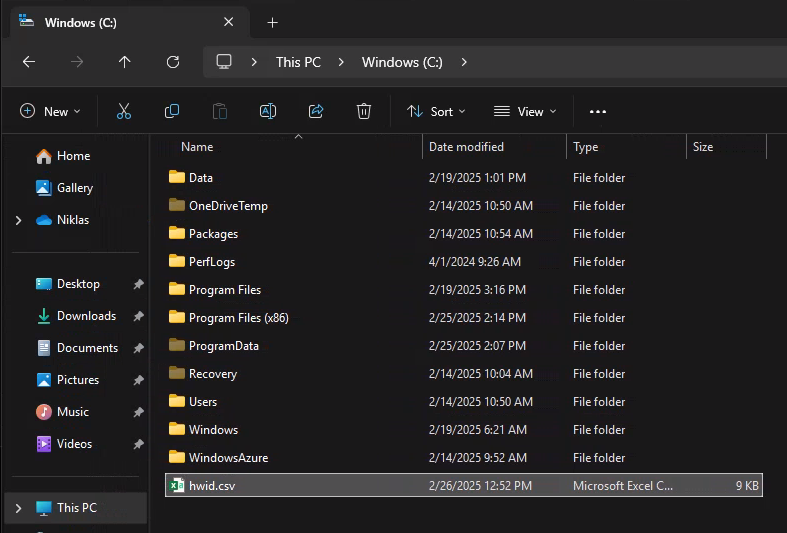 Windows (C:)
This PC > Windows (C:) >
New Sort View
Name Date modified Type Size
Home
Gallery
Niklas
Desktop
Downloads
Documents
Pictures
Music
Videos
This PC
Data 2/19/2025 1:01 PM File folder
OneDriveTemp 2/14/2025 10:50 AM File folder
Packages 2/14/2025 10:54 AM File folder
PerfLogs 4/1/2024 9:26 AM File folder
Program Files 2/19/2025 3:16 PM File folder
Program Files (x86) 2/25/2025 2:14 PM File folder
ProgramData 2/25/2025 2:07 PM File folder
Recovery 2/14/2025 10:04 AM File folder
Users 2/14/2025 10:50 AM File folder
Windows 2/19/2025 6:21 AM File folder
WindowsAzure 2/14/2025 9:52 AM File folder
hwid.csv 2/26/2025 12:52 PM Microsoft Excel C... 9 KB